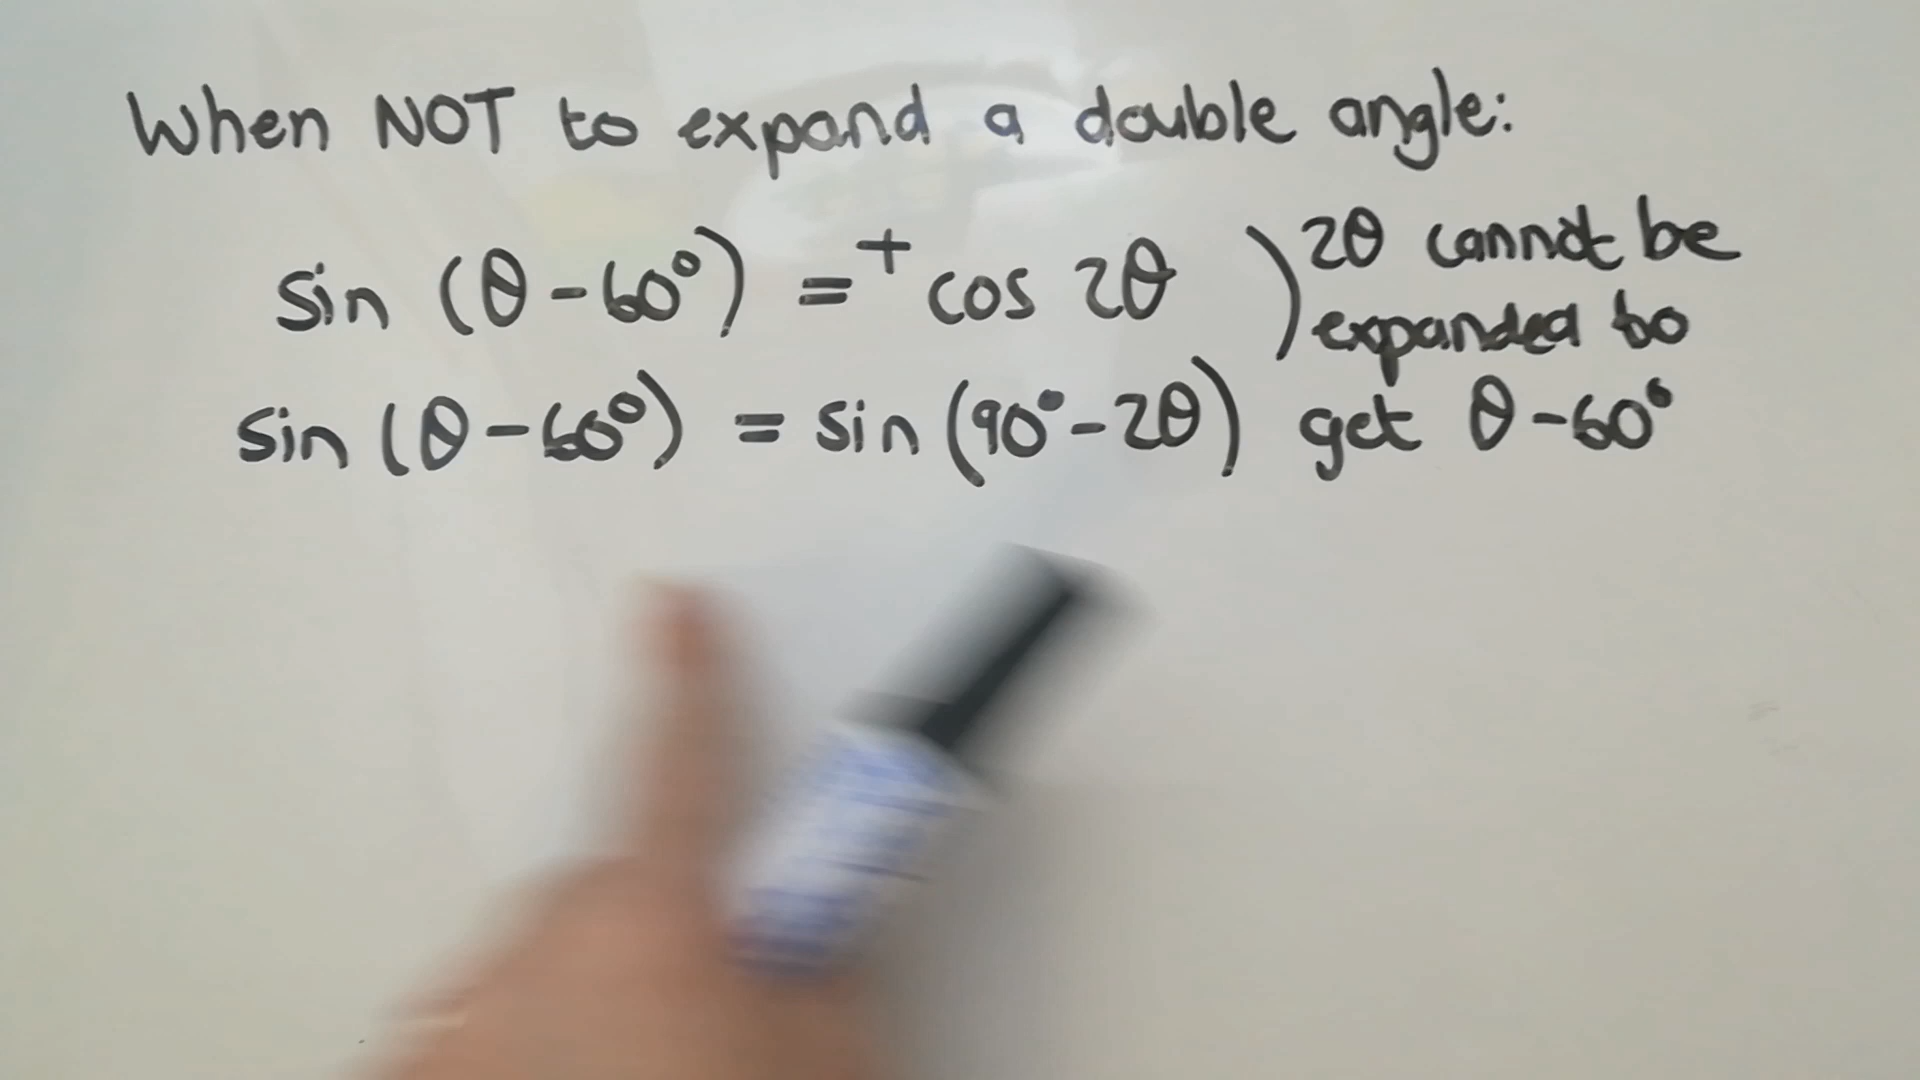 When NOT to expand a double angle:
sin (θ-60°) =⁺ cos 2θ ) 2θ cannot be
expanded to
sin (θ-60°) = sin (90°-2θ) get θ-60°